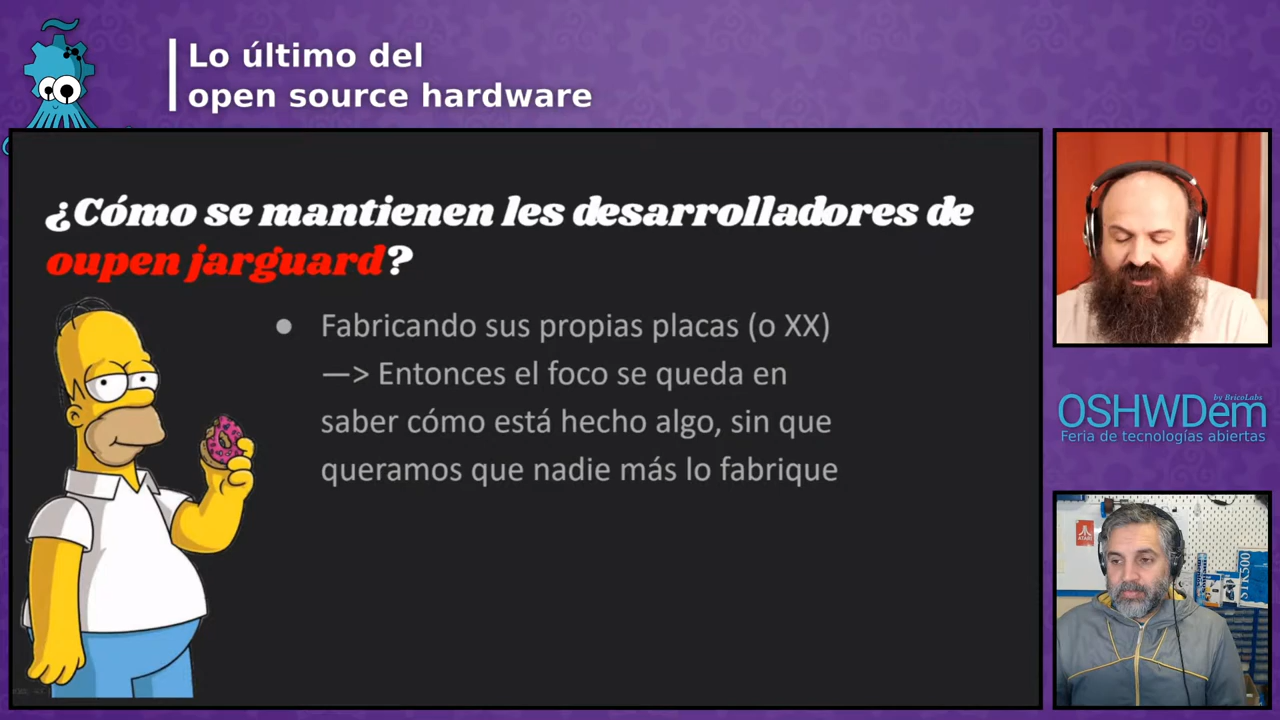 Lo último del
open source hardware
¿Cómo se mantienen les desarrolladores de
oupen jarguard?
● Fabricando sus propias placas (o XX)
—> Entonces el foco se queda en
saber cómo está hecho algo, sin que
queramos que nadie más lo fabrique
by BricoLabs
OSHWDem
Feria de tecnologías abiertas
ATARI
STK500